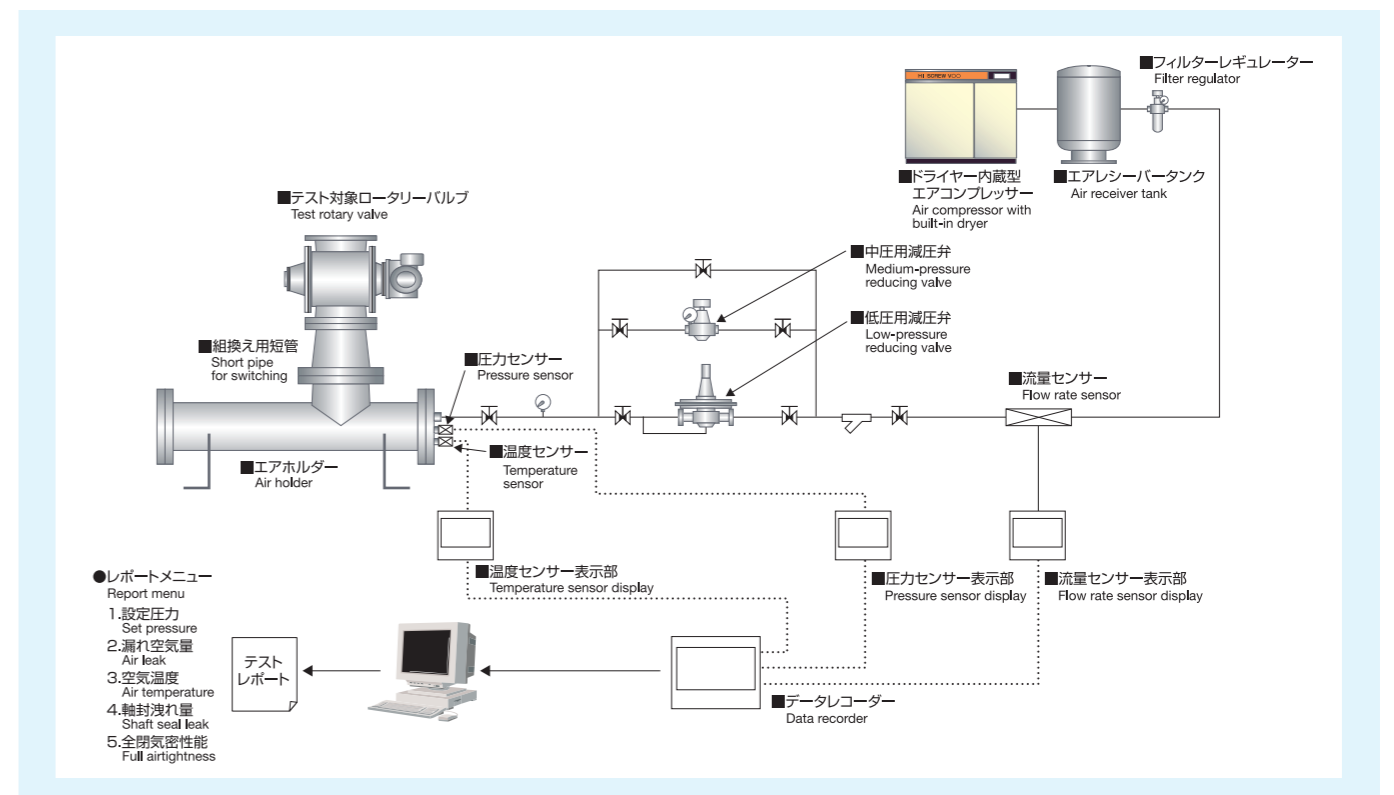 HI SCREW V○○
■フィルターレギュレーター
Filter regulator
■ドライヤー内蔵型
エアコンプレッサー
Air compressor with
built-in dryer
■エアレシーバータンク
Air receiver tank
■テスト対象ロータリーバルブ
Test rotary valve
■中圧用減圧弁
Medium-pressure
reducing valve
■低圧用減圧弁
Low-pressure
reducing valve
■組換え用短管
Short pipe
for switching
■圧力センサー
Pressure sensor
■流量センサー
Flow rate sensor
■温度センサー
Temperature
sensor
■エアホルダー
Air holder
■温度センサー表示部
Temperature sensor display
■圧力センサー表示部
Pressure sensor display
■流量センサー表示部
Flow rate sensor display
●レポートメニュー
Report menu
1.設定圧力
Set pressure
2.漏れ空気量
Air leak
3.空気温度
Air temperature
4.軸封洩れ量
Shaft seal leak
5.全閉気密性能
Full airtightness
テスト
レポート
■データレコーダー
Data recorder